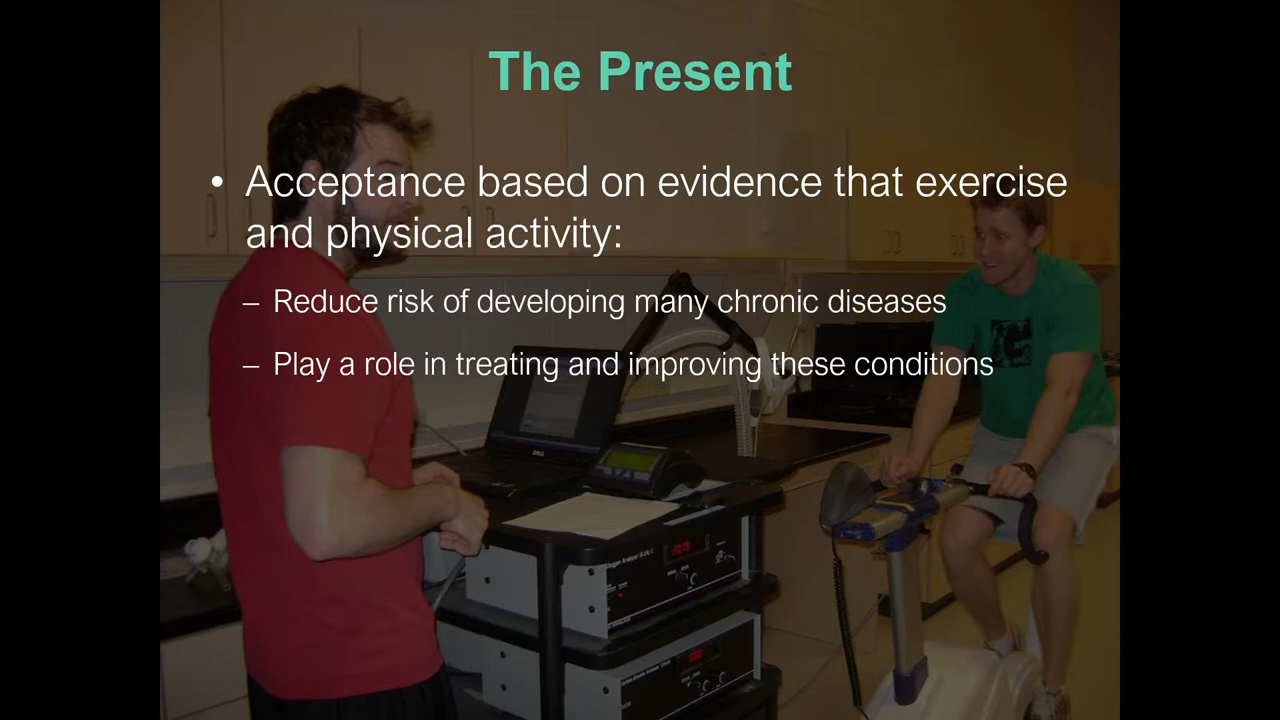 The Present
• Acceptance based on evidence that exercise
and physical activity:
– Reduce risk of developing many chronic diseases
– Play a role in treating and improving these conditions
DELL